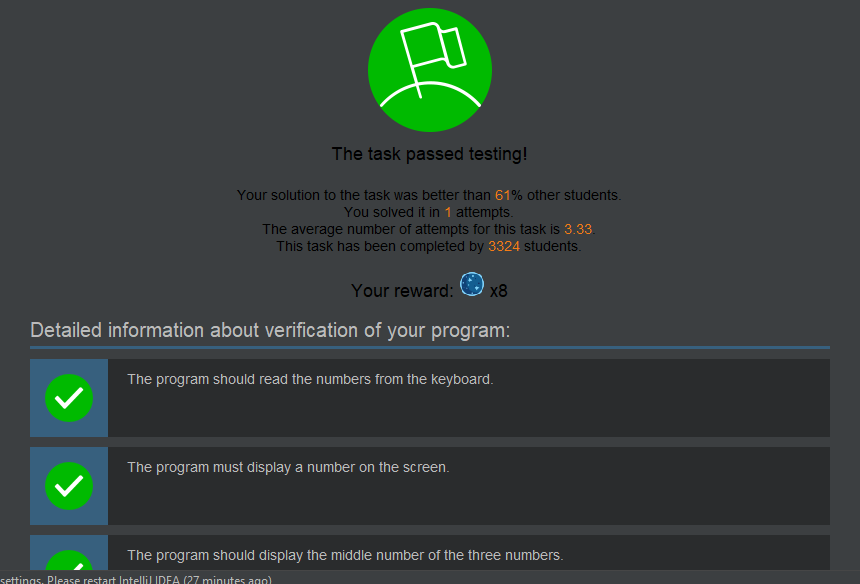 The task passed testing!
Your solution to the task was better than 61% other students.
You solved it in 1 attempts.
The average number of attempts for this task is 3.33
This task has been completed by 3324 students.
Your reward: x8
Detailed information about verification of your program:
The program should read the numbers from the keyboard.
The program must display a number on the screen.
The program should display the middle number of the three numbers.
settings. Please restart IntelliJ IDEA (27 minutes ago)